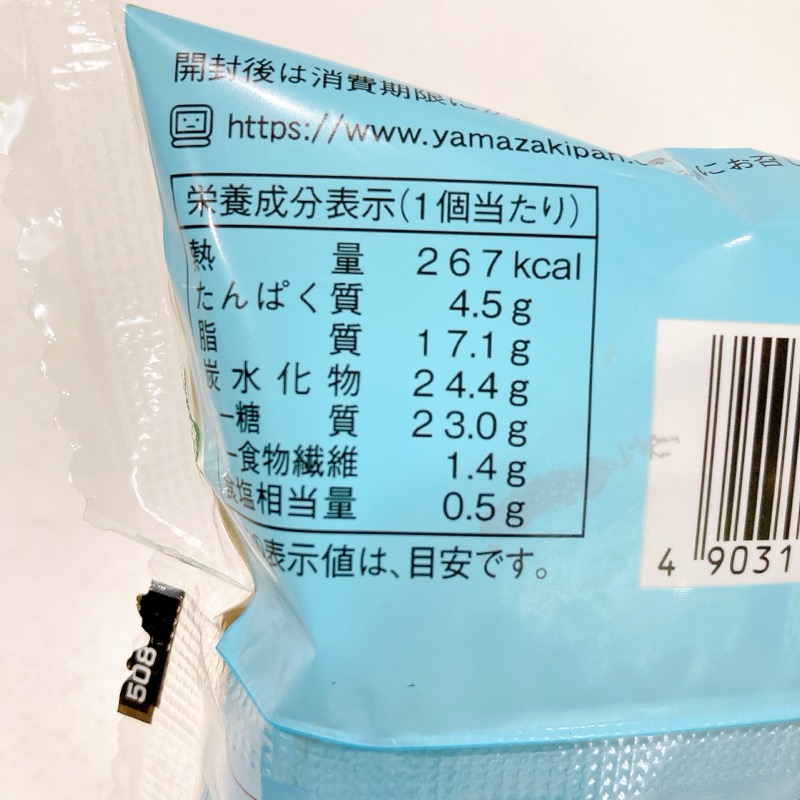 開封後は消費期限に
https://www.yamazakipan.
にお召し
栄養成分表示(1個当たり)
熱量 267kcal
たんぱく質 4.5g
脂質 17.1g
炭水化物 24.4g
－糖質 23.0g
－食物繊維 1.4g
食塩相当量 0.5g
表示値は、目安です。
4 9031
508